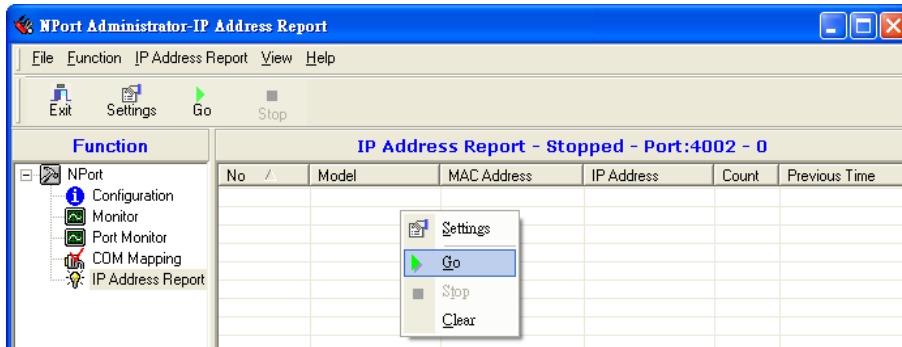 NPort Administrator-IP Address Report
File Function IP Address Report View Help
Exit Settings Go Stop
Function
IP Address Report - Stopped - Port:4002 - 0
NPort
Configuration
Monitor
Port Monitor
COM Mapping
IP Address Report
No Model MAC Address IP Address Count Previous Time
Settings
Go
Stop
Clear